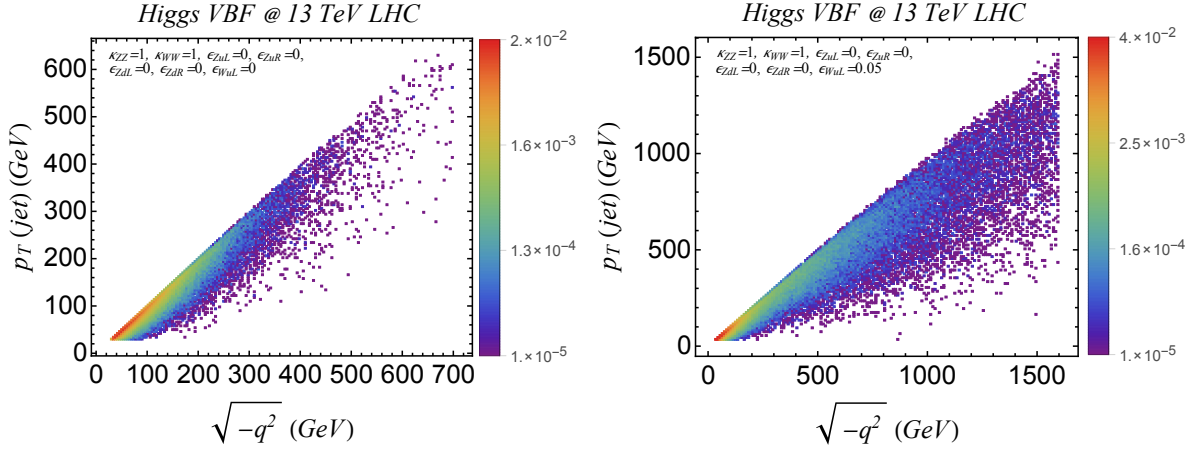 Higgs VBF @ 13 TeV LHC
κZZ=1, κWW=1, ϵZuL=0, ϵZuR=0,
ϵZdL=0, ϵZdR=0, ϵWuL=0
pT (jet) (GeV)
600
500
400
300
200
100
0
0 100 200 300 400 500 600 700
√−q² (GeV)
2.×10⁻²
1.6×10⁻³
1.3×10⁻⁴
1.×10⁻⁵
Higgs VBF @ 13 TeV LHC
κZZ=1, κWW=1, ϵZuL=0, ϵZuR=0,
ϵZdL=0, ϵZdR=0, ϵWuL=0.05
pT (jet) (GeV)
1500
1000
500
0
0 500 1000 1500
√−q² (GeV)
4.×10⁻²
2.5×10⁻³
1.6×10⁻⁴
1.×10⁻⁵